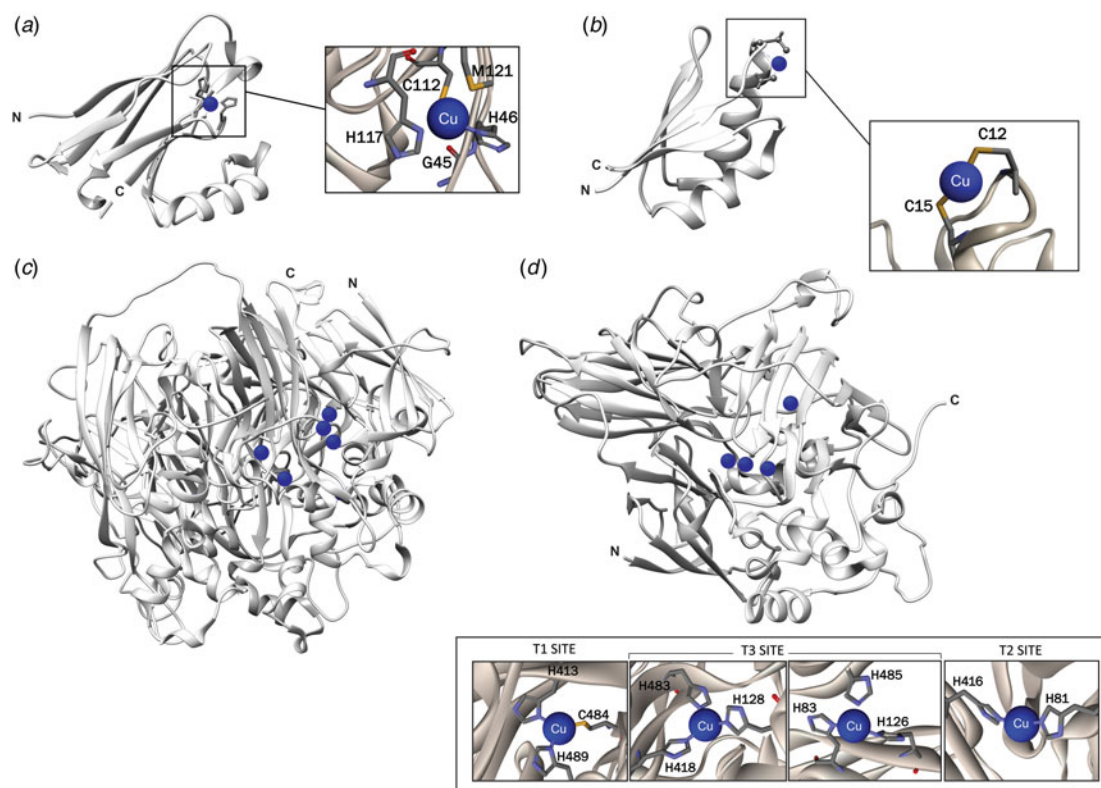 (a)
N
C
C112
M121
H117
Cu
H46
G45
(b)
C
N
C12
Cu
C15
(c)
C
N
(d)
C
N
T1 SITE
T3 SITE
T2 SITE
H413
Cu
C484
H489
H483
H128
Cu
H418
H485
H83
Cu
H126
H416
H81
Cu